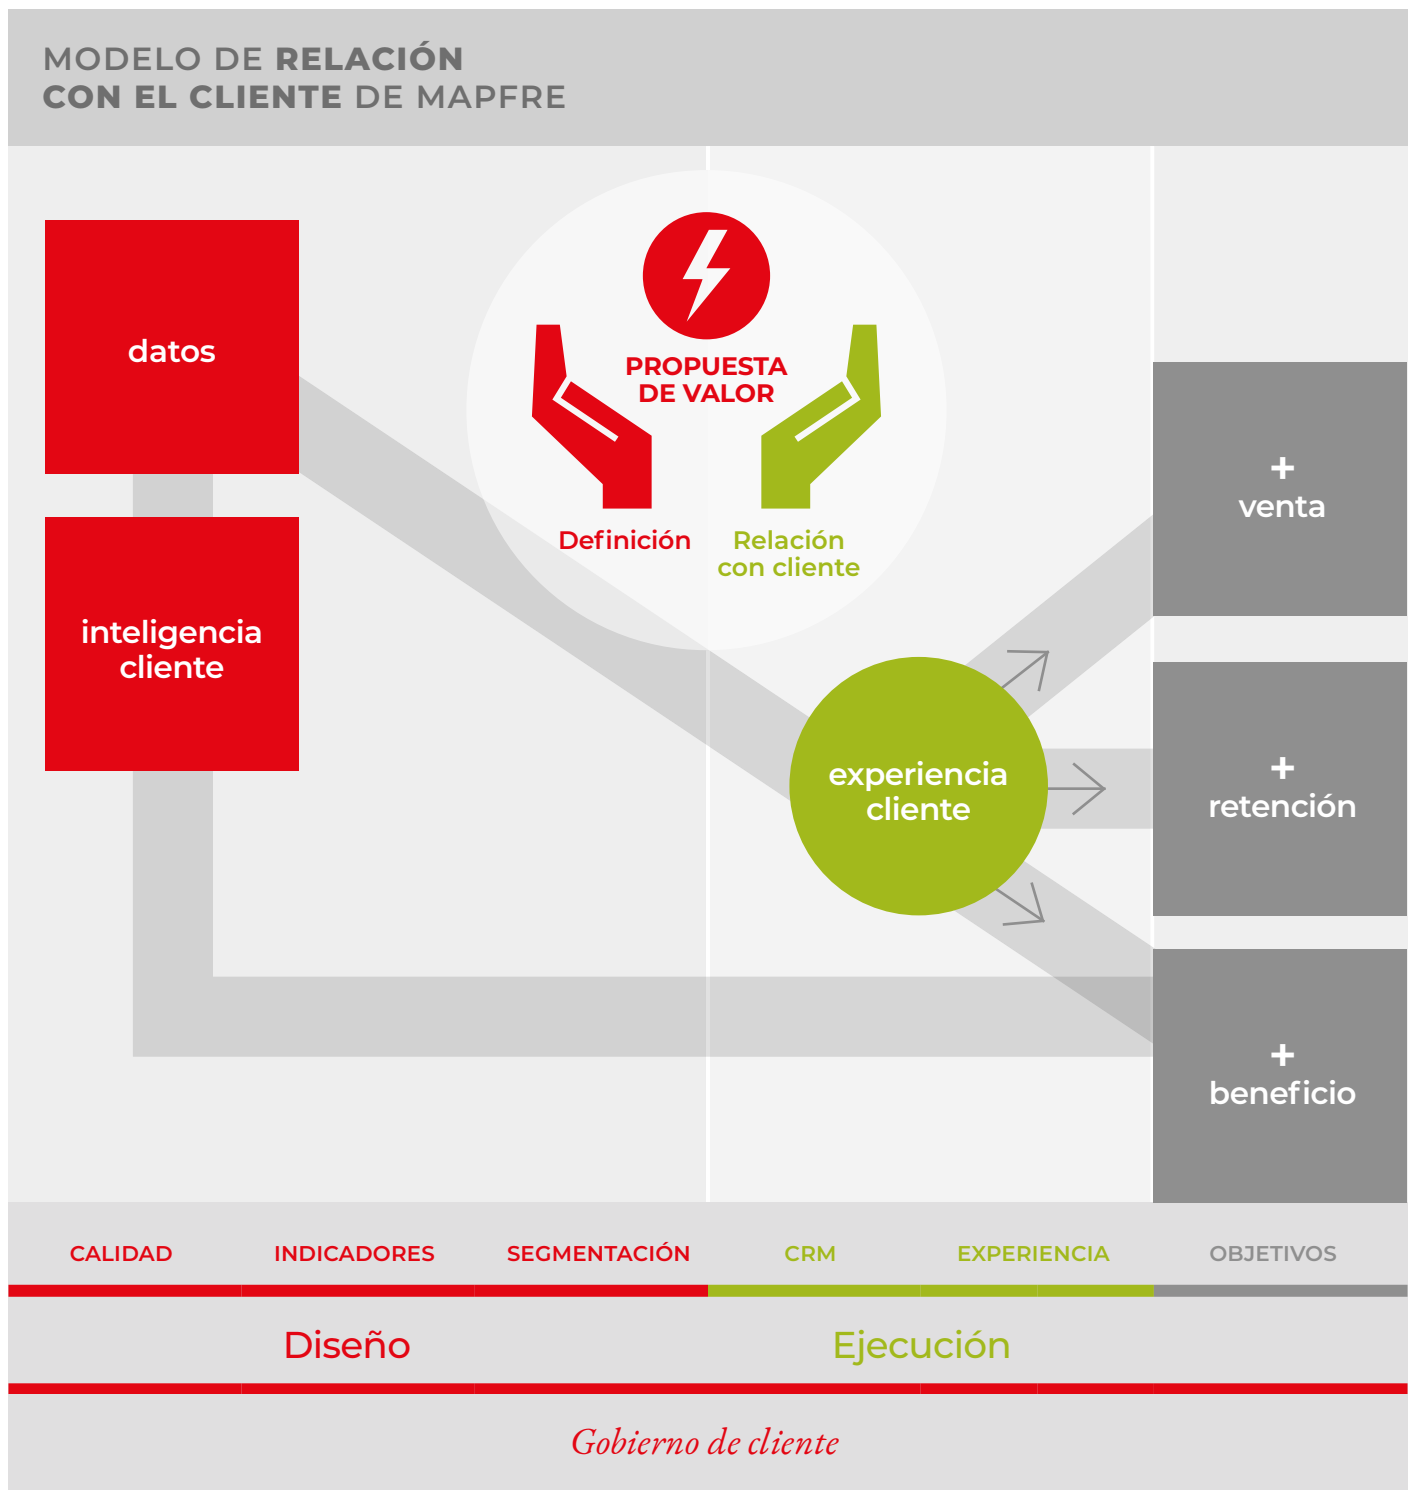 MODELO DE RELACIÓN
CON EL CLIENTE DE MAPFRE
datos
inteligencia
cliente
PROPUESTA
DE VALOR
Definición
Relación
con cliente
experiencia
cliente
+
venta
+
retención
+
beneficio
CALIDAD
INDICADORES
SEGMENTACIÓN
CRM
EXPERIENCIA
OBJETIVOS
Diseño
Ejecución
Gobierno de cliente